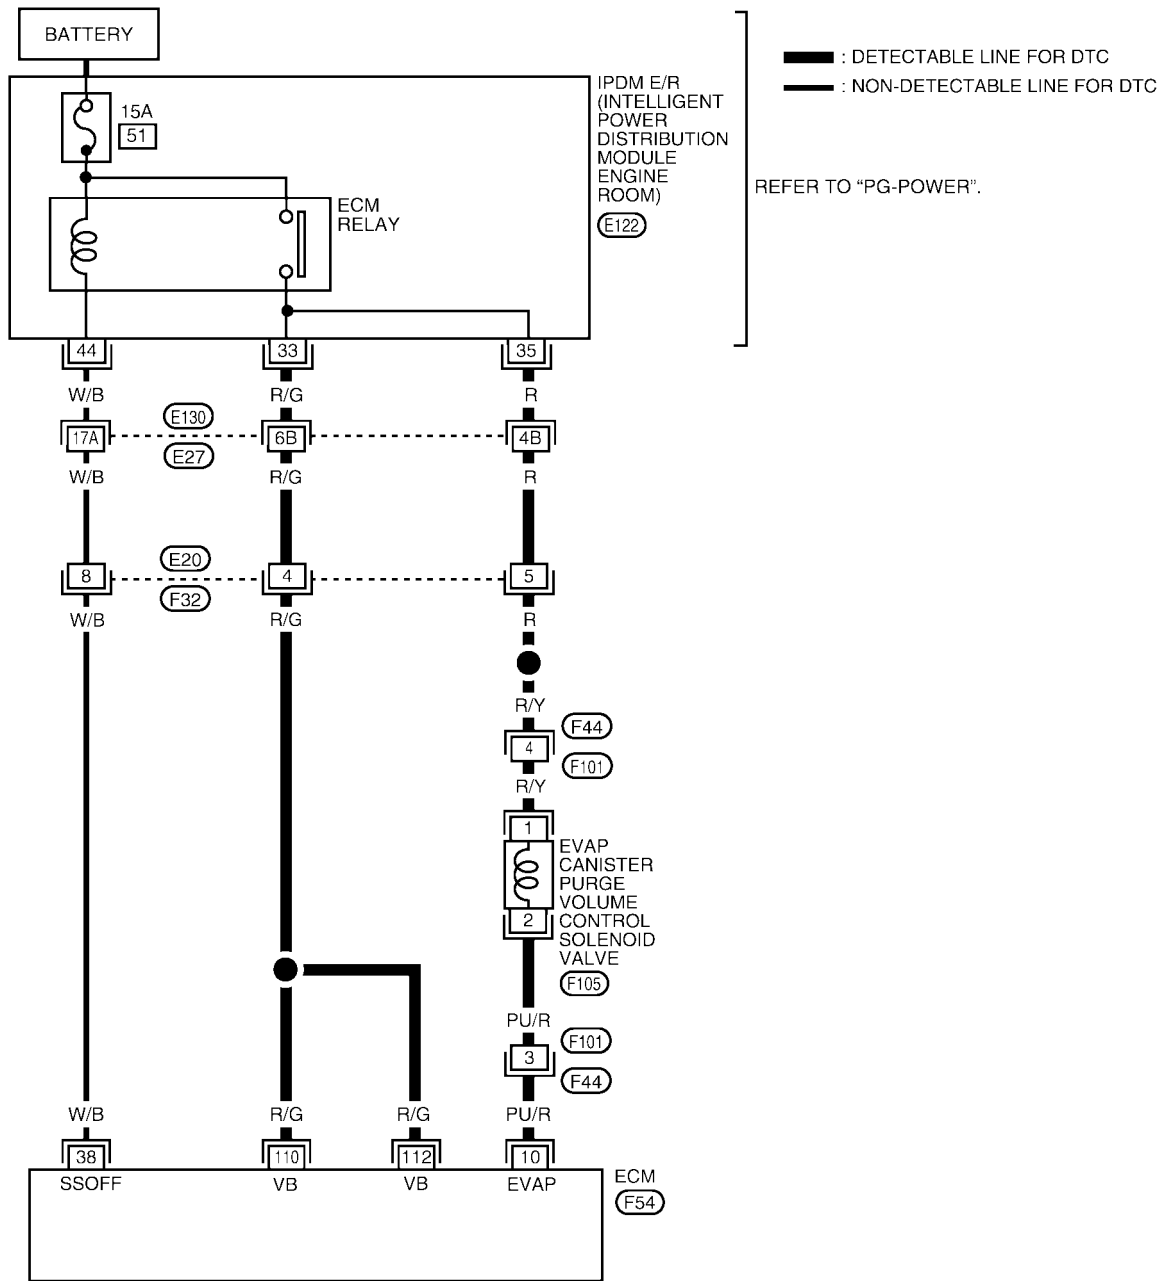 BATTERY
: DETECTABLE LINE FOR DTC
: NON-DETECTABLE LINE FOR DTC
15A
51
IPDM E/R
(INTELLIGENT
POWER
DISTRIBUTION
MODULE
ENGINE
ROOM)
E122
REFER TO “PG-POWER”.
ECM
RELAY
44 33 35
W/B R/G R
E130
17A 6B 4B
E27
W/B R/G R
E20
8 4 5
F32
W/B R/G R
R/Y
F44
4
F101
R/Y
1
EVAP
CANISTER
PURGE
VOLUME
CONTROL
SOLENOID
VALVE
2
F105
PU/R
F101
3
F44
W/B R/G R/G PU/R
38 110 112 10
SSOFF VB VB EVAP
ECM
F54